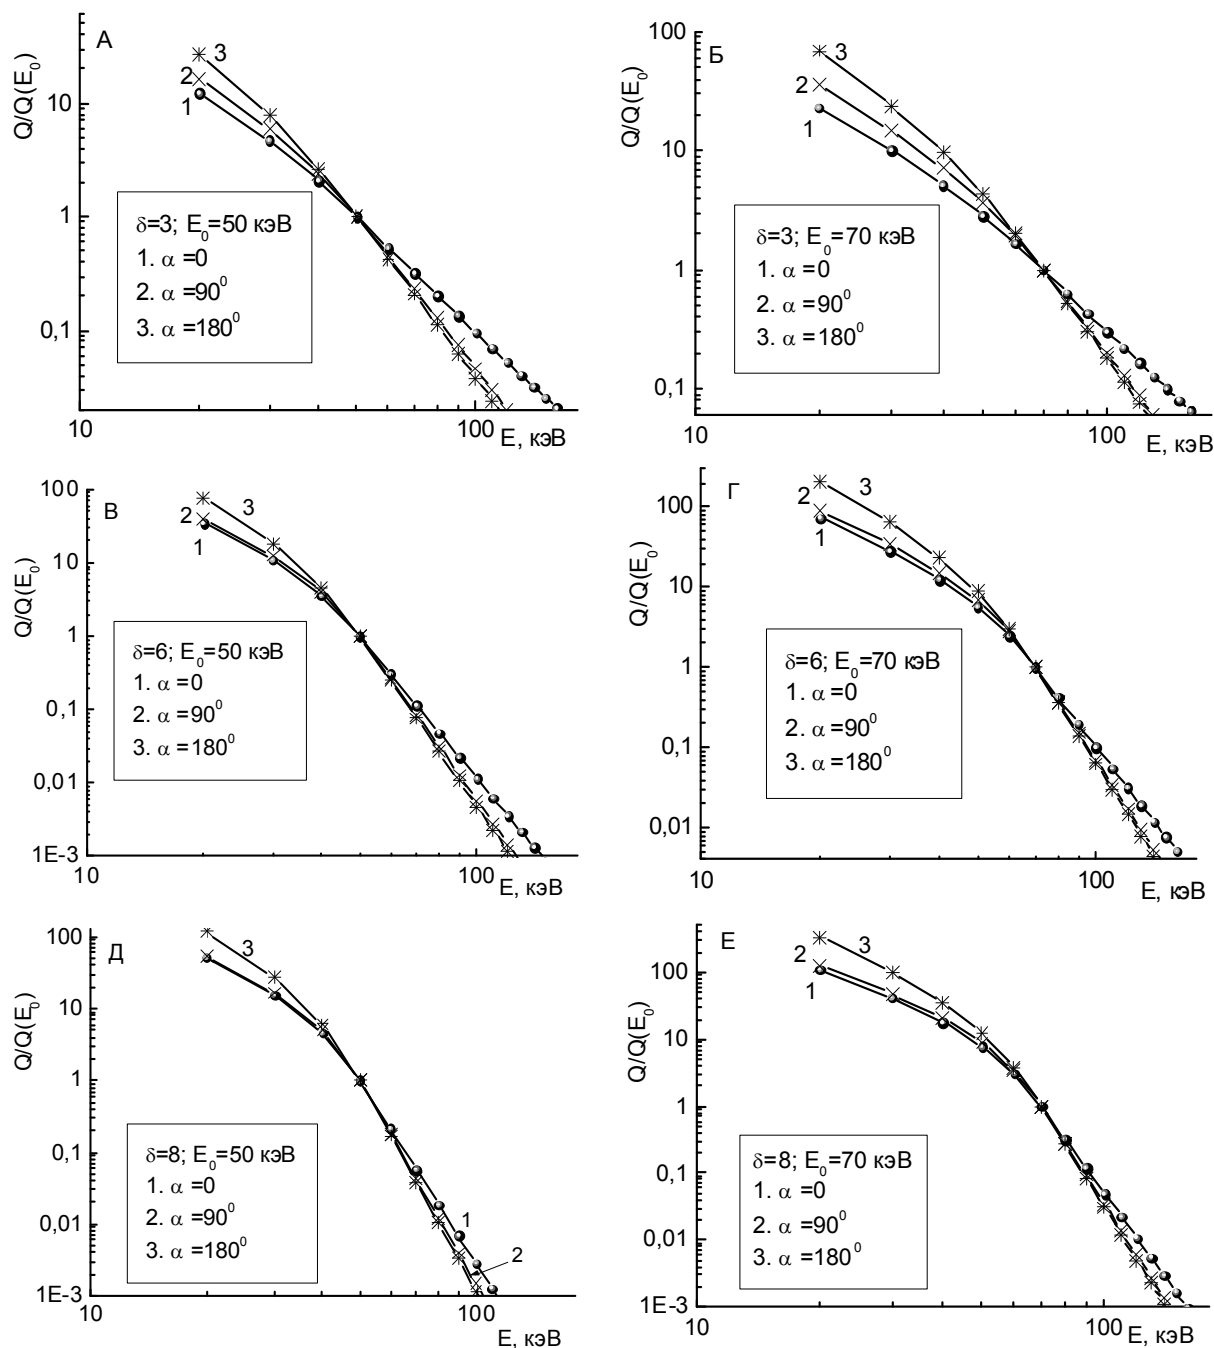 А
Q/Q(E₀)
10
1
0,1
3
2
1
δ=3; E₀=50 кэВ
1. α=0
2. α=90⁰
3. α=180⁰
10
100
E, кэВ
Б
Q/Q(E₀)
100
10
1
0,1
3
2
1
δ=3; E₀=70 кэВ
1. α=0
2. α=90⁰
3. α=180⁰
10
100
E, кэВ
В
Q/Q(E₀)
100
10
1
0,1
0,01
1E-3
3
2
1
δ=6; E₀=50 кэВ
1. α=0
2. α=90⁰
3. α=180⁰
10
100
E, кэВ
Г
Q/Q(E₀)
100
10
1
0,1
0,01
3
2
1
δ=6; E₀=70 кэВ
1. α=0
2. α=90⁰
3. α=180⁰
10
100
E, кэВ
Д
Q/Q(E₀)
100
10
1
0,1
0,01
1E-3
3
δ=8; E₀=50 кэВ
1. α=0
2. α=90⁰
3. α=180⁰
1
2
10
100
E, кэВ
Е
Q/Q(E₀)
100
10
1
0,1
0,01
1E-3
3
2
1
δ=8; E₀=70 кэВ
1. α=0
2. α=90⁰
3. α=180⁰
10
100
E, кэВ